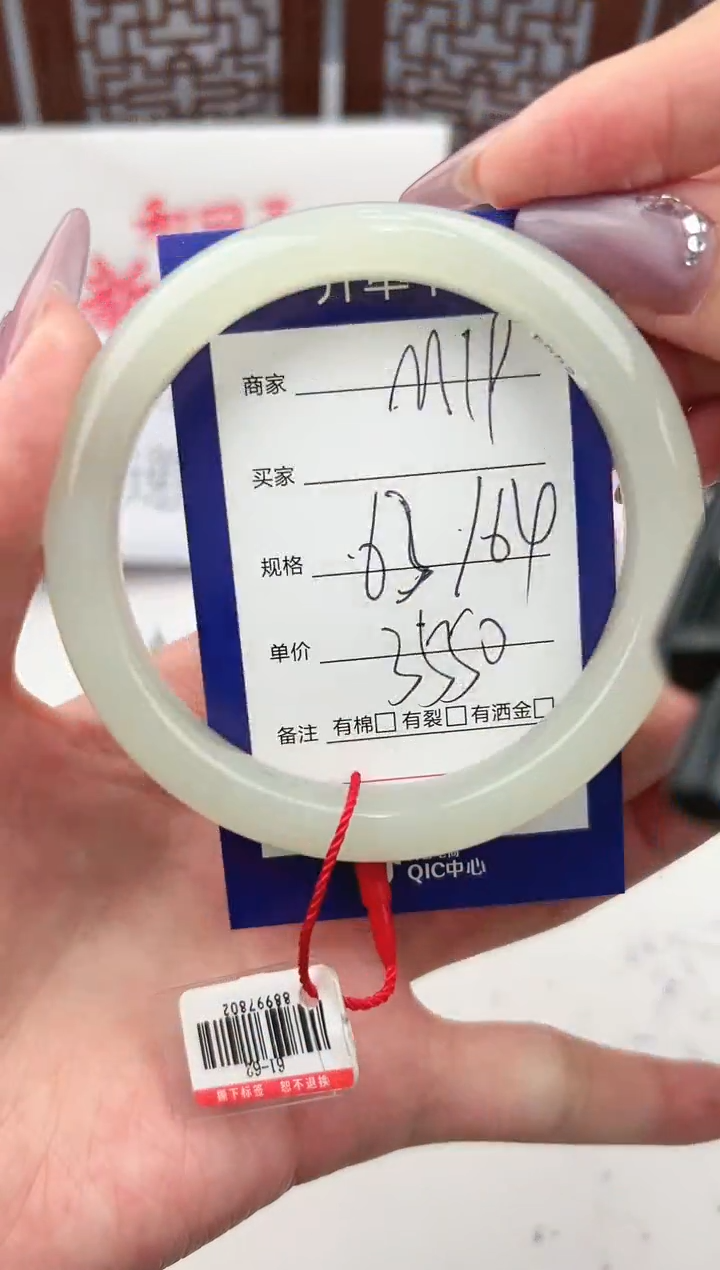 商家 M1K
买家
规格 63/64
单价 3550
备注 有棉□ 有裂□ 有洒金□
QIC中心
88997802
61-62
撕下标签 恕不退换